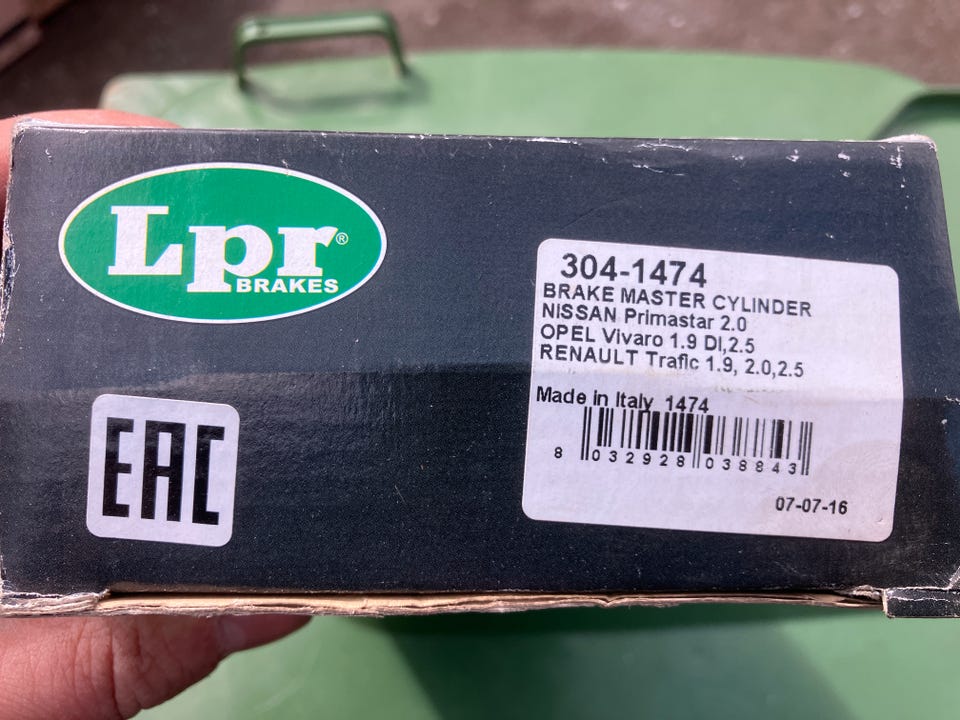 Lpr®
BRAKES
EAC
304-1474
BRAKE MASTER CYLINDER
NISSAN Primastar 2.0
OPEL Vivaro 1.9 DI,2.5
RENAULT Trafic 1.9, 2.0,2.5
Made in Italy 1474
8 032928 038843
07-07-16